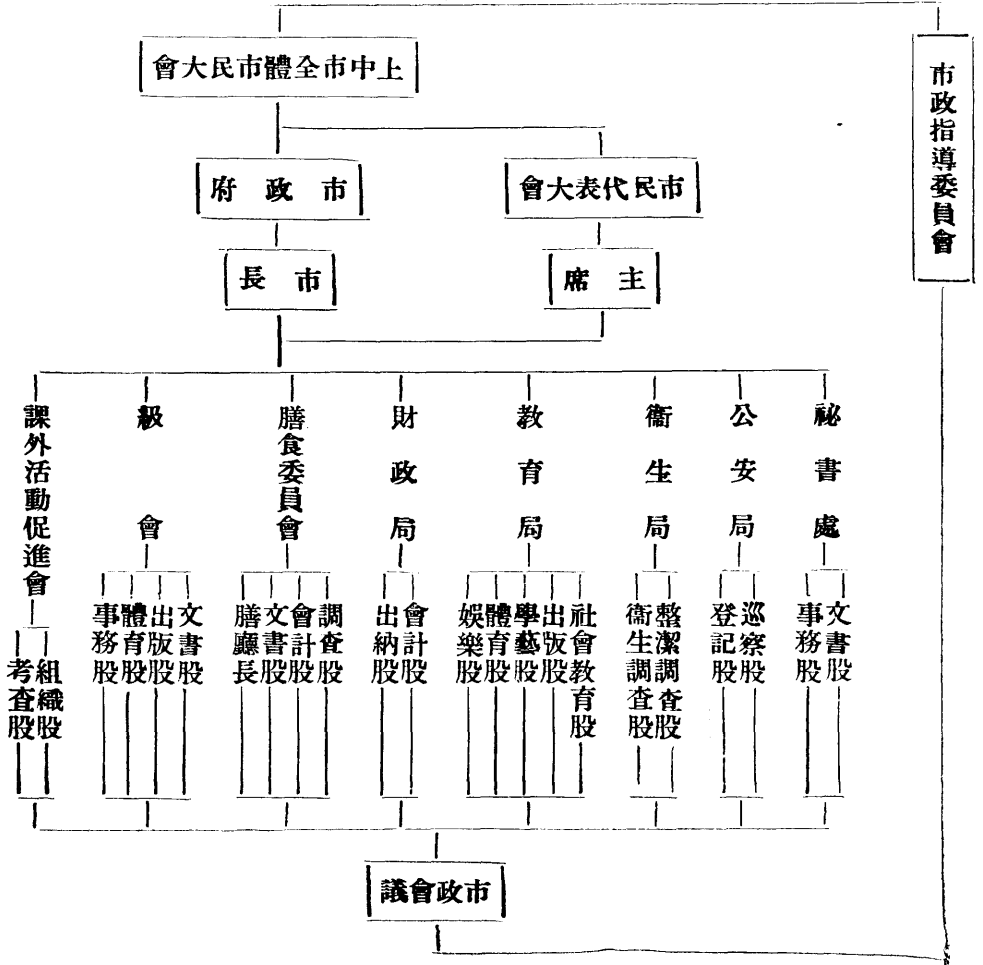 市政指導委員會
上中市全體市民大會
市民代表大會
市政府
主席
市長
祕書處
公安局
衞生局
教育局
財政局
膳食委員會
級會
課外活動促進會
文書股
事務股
巡察股
登記股
整潔調查股
衞生調查股
社會教育股
出版股
學藝股
體育股
娛樂股
會計股
出納股
調查股
會計股
文書股
膳廳長
文書股
出版股
體育股
事務股
組織股
考查股
市政會議